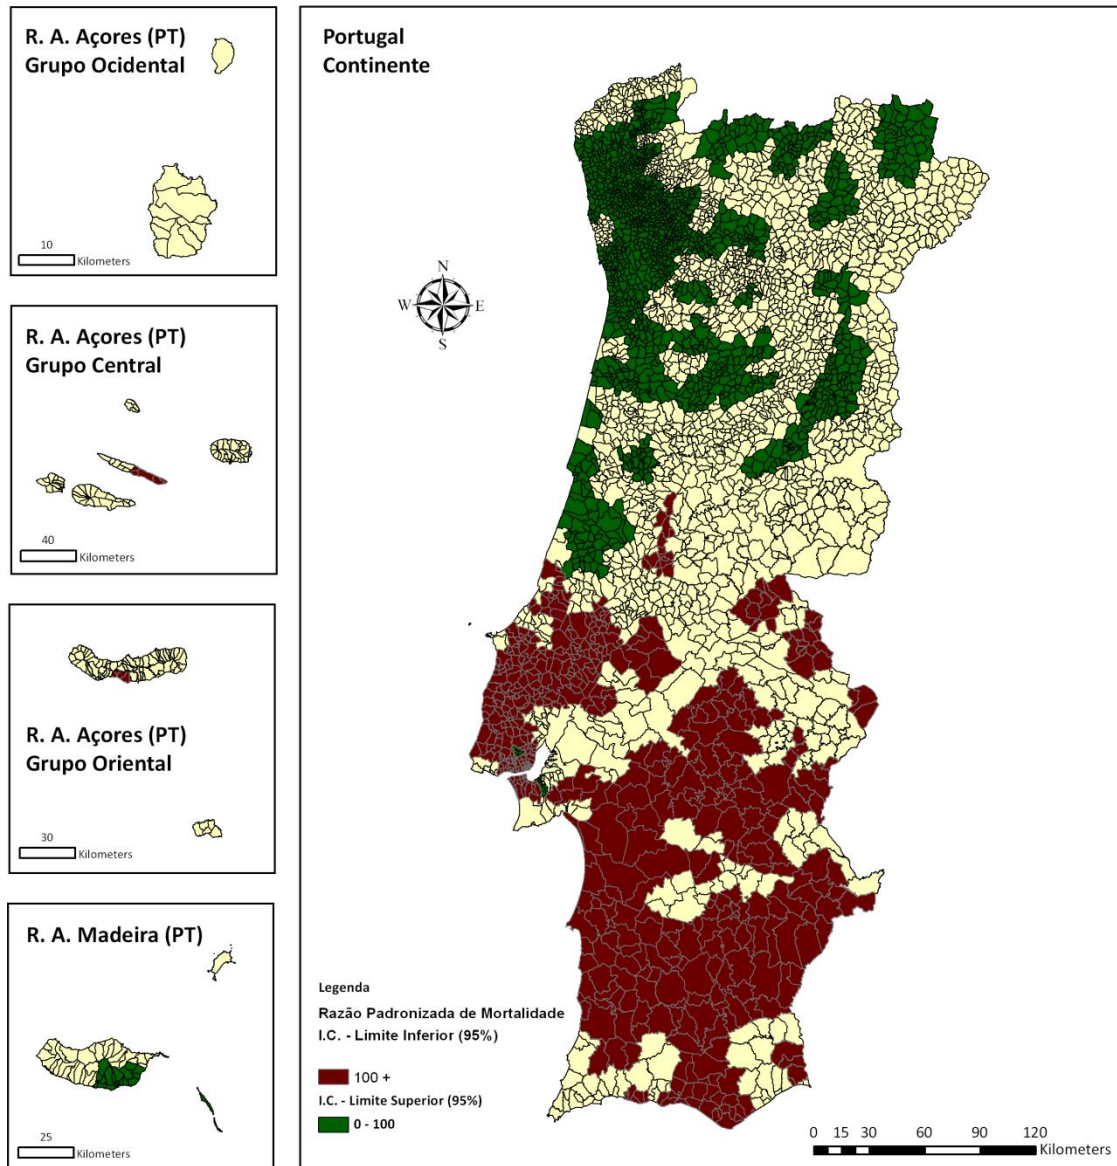 R. A. Açores (PT)
Grupo Ocidental
10
Kilometers
R. A. Açores (PT)
Grupo Central
40
Kilometers
R. A. Açores (PT)
Grupo Oriental
30
Kilometers
R. A. Madeira (PT)
25
Kilometers
Portugal
Continente
N
W E
S
Legenda
Razão Padronizada de Mortalidade
I.C. - Limite Inferior (95%)
100 +
I.C. - Limite Superior (95%)
0 - 100
0 15 30 60 90 120
Kilometers